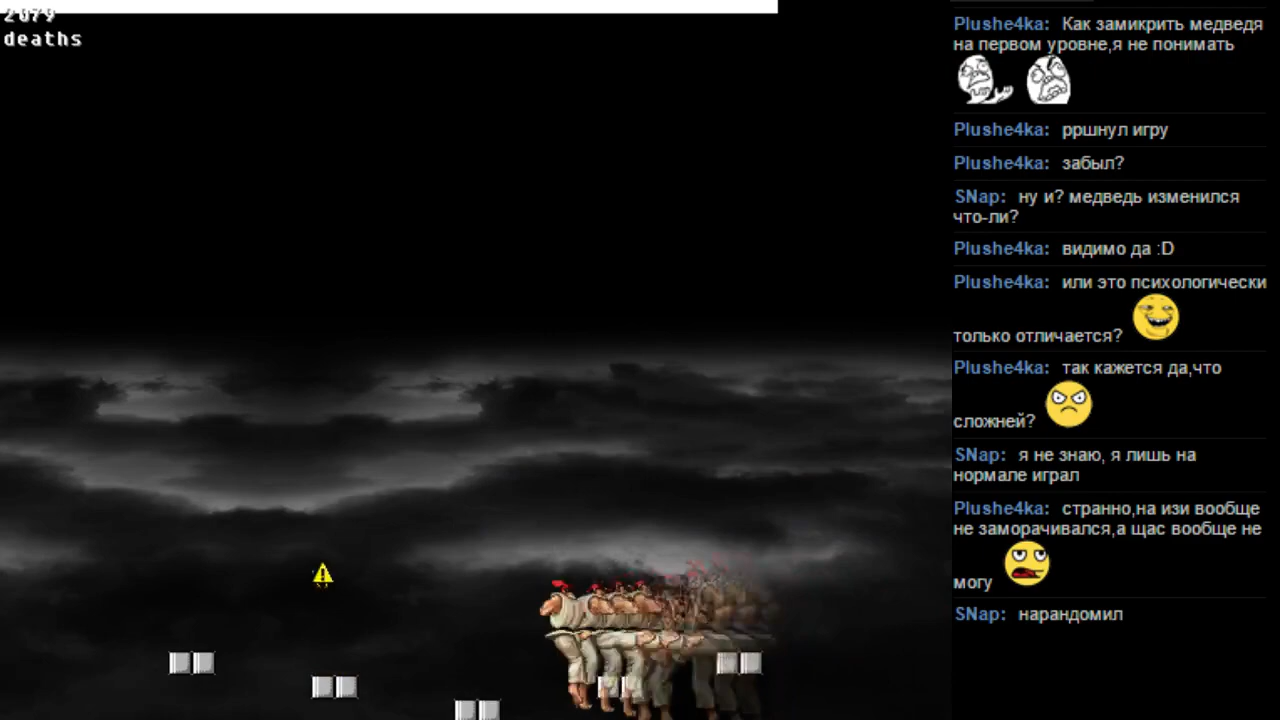 2079
deaths
Plushe4ka: Как замикрить медведя
на первом уровне,я не понимать
Plushe4ka: рршнул игру
Plushe4ka: забыл?
SNap: ну и? медведь изменился
что-ли?
Plushe4ka: видимо да :D
Plushe4ka: или это психологически
только отличается?
Plushe4ka: так кажется да,что
сложней?
SNap: я не знаю, я лишь на
нормале играл
Plushe4ka: странно,на изи вообще
не заморачивался,а щас вообще не
могу
SNap: нарандомил